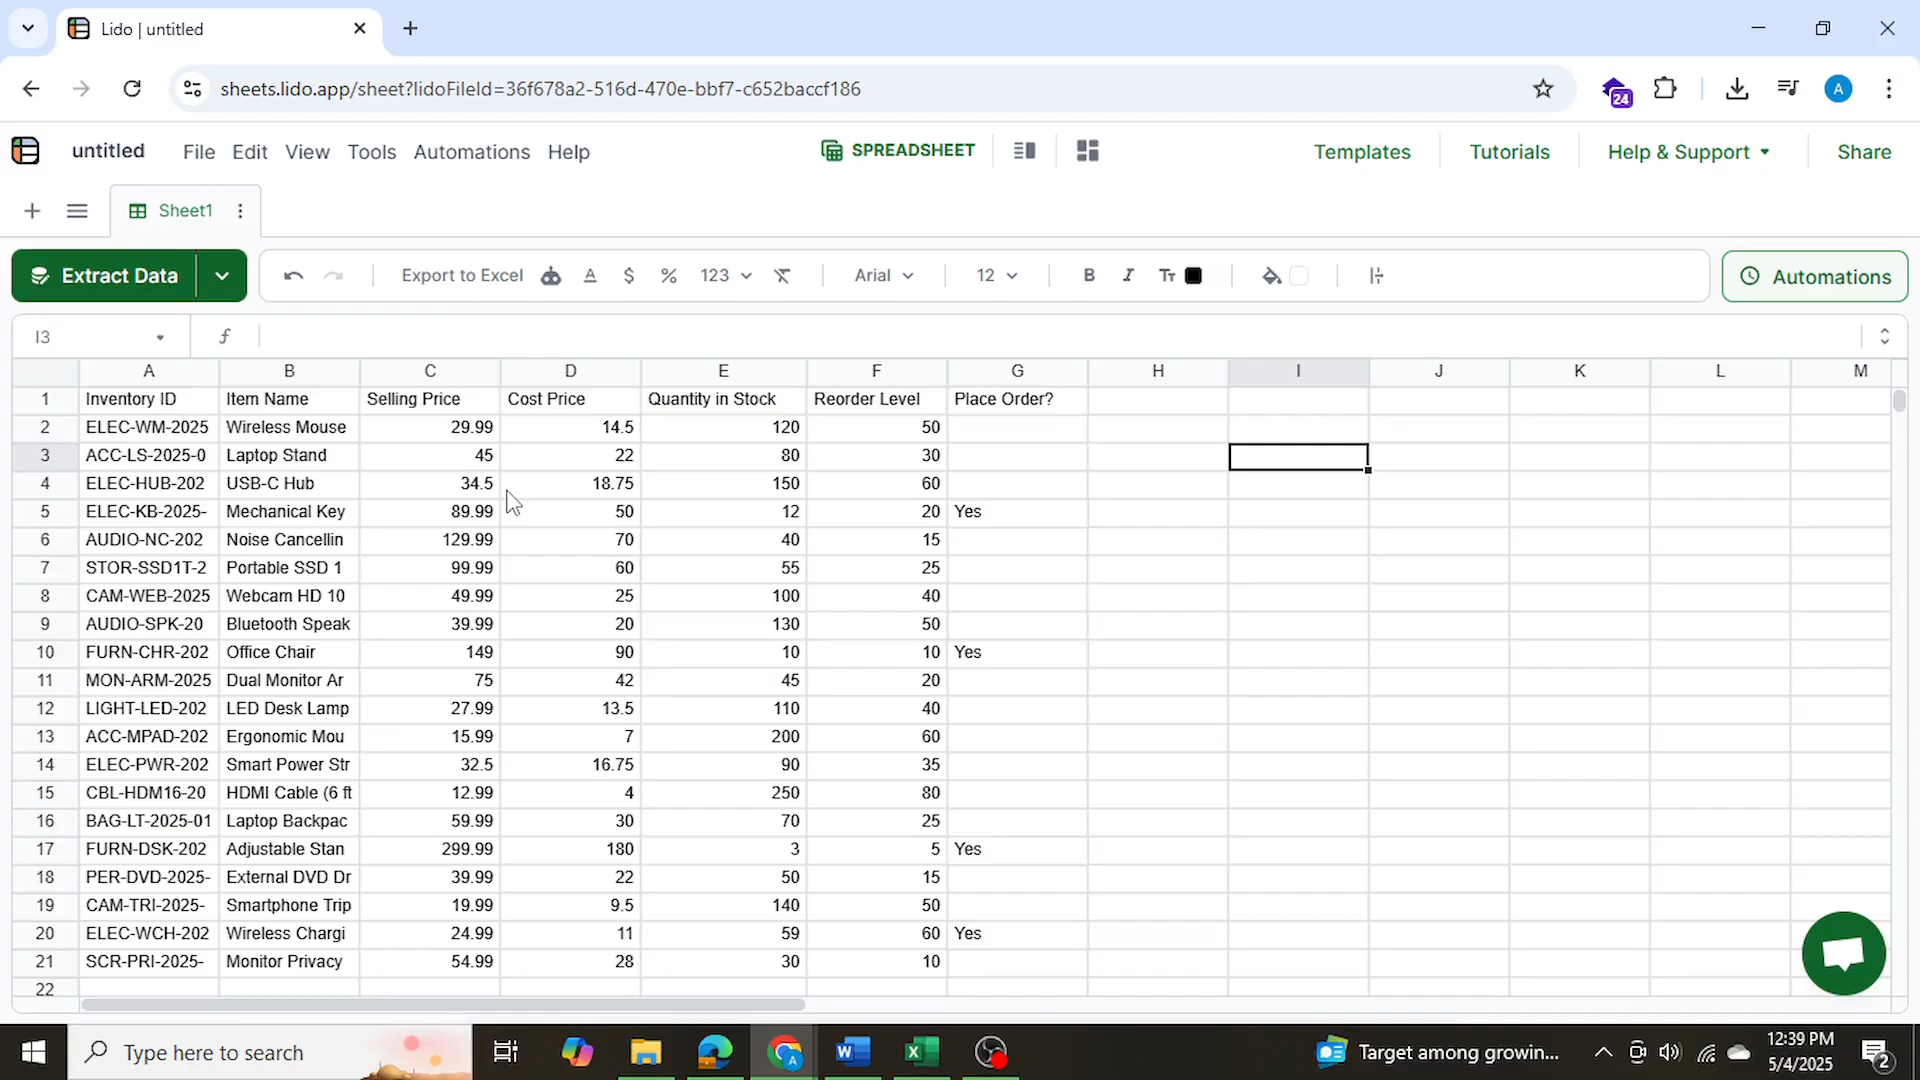 Lido | untitled
sheets.lido.app/sheet?lidoFileId=36f678a2-516d-470e-bbf7-c652baccf186
24
A
untitled File Edit View Tools Automations Help SPREADSHEET Templates Tutorials Help & Support Share
Sheet1
Extract Data Export to Excel A $ % 123 Arial 12 B I Tт Automations
I3 f
A B C D E F G H I J K L M
1 Inventory ID Item Name Selling Price Cost Price Quantity in Stock Reorder Level Place Order?
2 ELEC-WM-2025 Wireless Mouse 29.99 14.5 120 50
3 ACC-LS-2025-0 Laptop Stand 45 22 80 30
4 ELEC-HUB-202 USB-C Hub 34.5 18.75 150 60
5 ELEC-KB-2025- Mechanical Key 89.99 50 12 20 Yes
6 AUDIO-NC-202 Noise Cancellin 129.99 70 40 15
7 STOR-SSD1T-2 Portable SSD 1 99.99 60 55 25
8 CAM-WEB-2025 Webcam HD 10 49.99 25 100 40
9 AUDIO-SPK-20 Bluetooth Speak 39.99 20 130 50
10 FURN-CHR-202 Office Chair 149 90 10 10 Yes
11 MON-ARM-2025 Dual Monitor Ar 75 42 45 20
12 LIGHT-LED-202 LED Desk Lamp 27.99 13.5 110 40
13 ACC-MPAD-202 Ergonomic Mou 15.99 7 200 60
14 ELEC-PWR-202 Smart Power Str 32.5 16.75 90 35
15 CBL-HDM16-20 HDMI Cable (6 ft 12.99 4 250 80
16 BAG-LT-2025-01 Laptop Backpac 59.99 30 70 25
17 FURN-DSK-202 Adjustable Stan 299.99 180 3 5 Yes
18 PER-DVD-2025- External DVD Dr 39.99 22 50 15
19 CAM-TRI-2025- Smartphone Trip 19.99 9.5 140 50
20 ELEC-WCH-202 Wireless Chargi 24.99 11 59 60 Yes
21 SCR-PRI-2025- Monitor Privacy 54.99 28 30 10
22
Type here to search Target among growin... 12:39 PM
5/4/2025 2